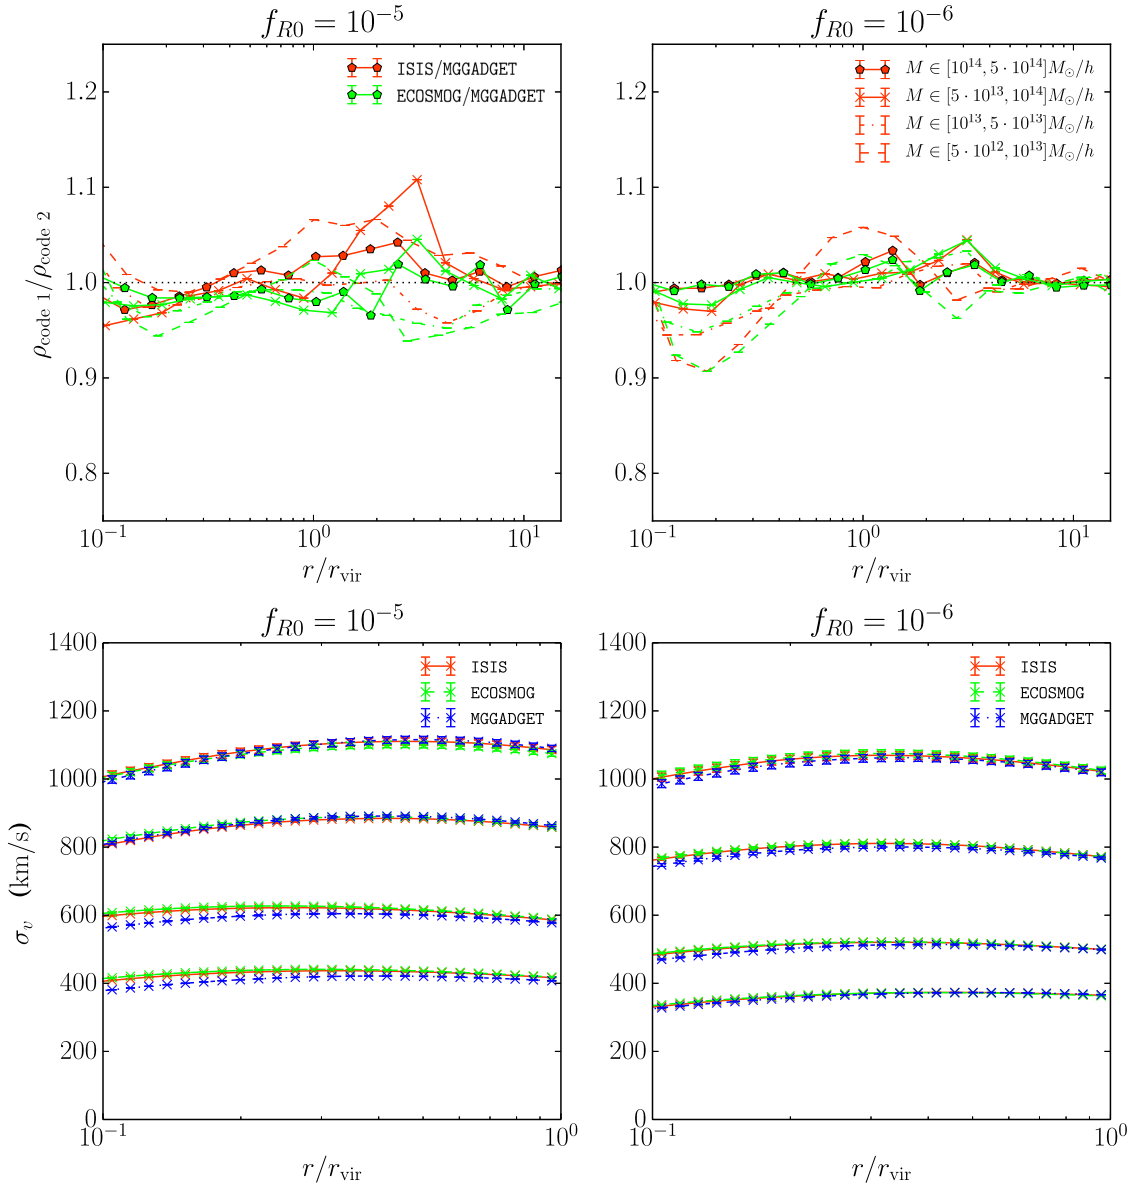 f_{R0} = 10^{-5}
1.2
1.1
1.0
0.9
0.8
ρ_{code 1}/ρ_{code 2}
ISIS/MGGADGET
ECOSMOG/MGGADGET
10^{-1} 10^{0} 10^{1}
r/r_{vir}
f_{R0} = 10^{-6}
1.2
1.1
1.0
0.9
0.8
M ∈ [10^{14}, 5 · 10^{14}]M_⊙/h
M ∈ [5 · 10^{13}, 10^{14}]M_⊙/h
M ∈ [10^{13}, 5 · 10^{13}]M_⊙/h
M ∈ [5 · 10^{12}, 10^{13}]M_⊙/h
10^{-1} 10^{0} 10^{1}
r/r_{vir}
f_{R0} = 10^{-5}
1400
1200
1000
800
600
400
200
0
σ_v (km/s)
ISIS
ECOSMOG
MGGADGET
10^{-1} 10^{0}
r/r_{vir}
f_{R0} = 10^{-6}
1400
1200
1000
800
600
400
200
0
ISIS
ECOSMOG
MGGADGET
10^{-1} 10^{0}
r/r_{vir}